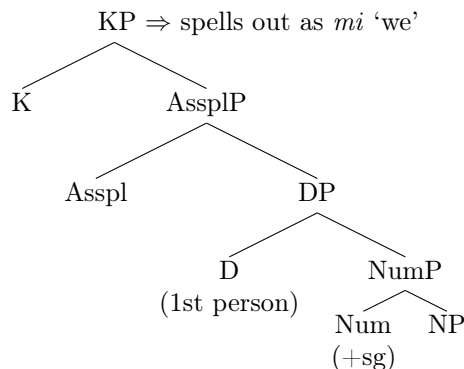 KP ⇒ spells out as mi ‘we’
K AssplP
Asspl DP
D NumP
(1st person) Num NP
(+sg)